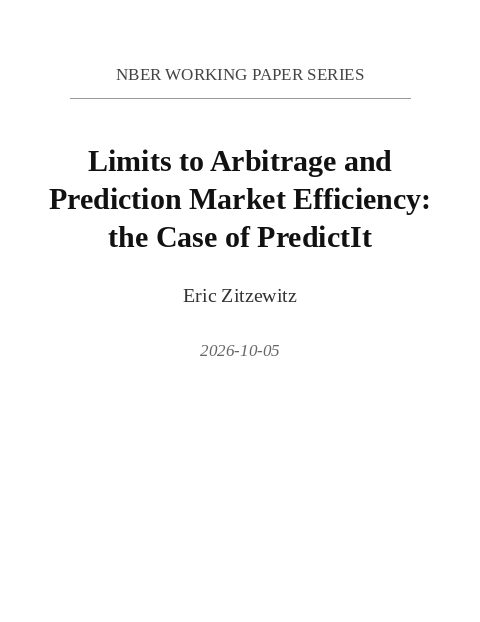 NBER WORKING PAPER SERIES
Limits to Arbitrage and
Prediction Market Efficiency:
the Case of PredictIt
Eric Zitzewitz
2026-10-05